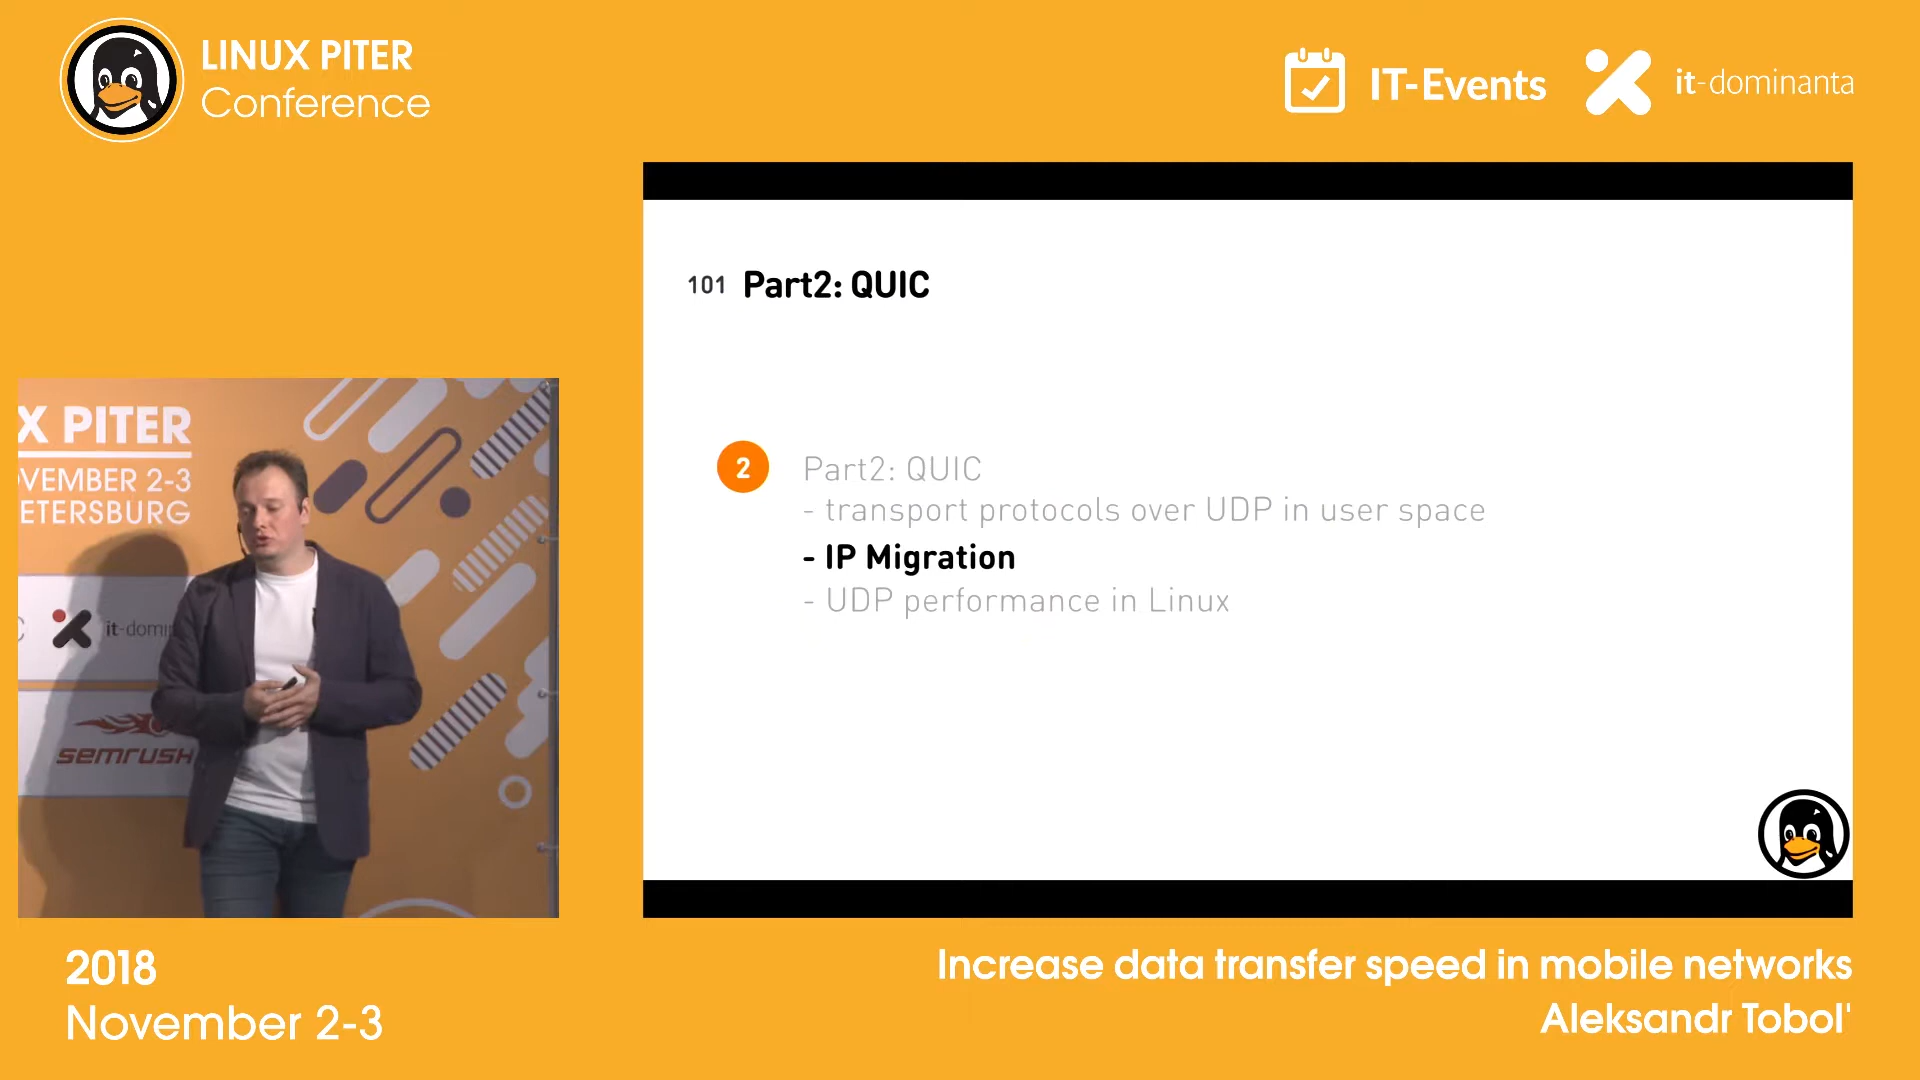 LINUX PITER
Conference
IT-Events
it-dominanta
101 Part2: QUIC
2 Part2: QUIC
- transport protocols over UDP in user space
- IP Migration
- UDP performance in Linux
X PITER
VEMBER 2-3
ETERSBURG
it-domi
semrush
2018
November 2-3
Increase data transfer speed in mobile networks
Aleksandr Tobol'